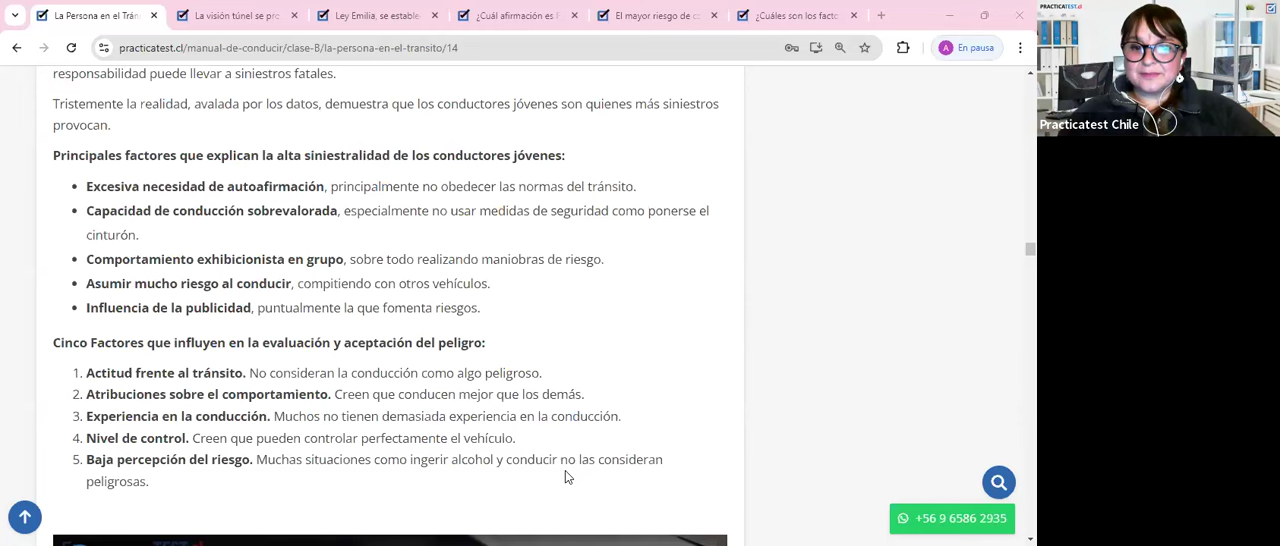 La Persona en el Trán
La visión túnel se pro
Ley Emilia, se estable
¿Cuál afirmación es
El mayor riesgo de
¿Cuáles son los facto
practicatest.cl/manual-de-conducir/clase-B/la-persona-en-el-transito/14
En pausa
responsabilidad puede llevar a siniestros fatales.
Tristemente la realidad, avalada por los datos, demuestra que los conductores jóvenes son quienes más siniestros
provocan.
Principales factores que explican la alta siniestralidad de los conductores jóvenes:
Excesiva necesidad de autoafirmación, principalmente no obedecer las normas del tránsito.
Capacidad de conducción sobrevalorada, especialmente no usar medidas de seguridad como ponerse el
cinturón.
Comportamiento exhibicionista en grupo, sobre todo realizando maniobras de riesgo.
Asumir mucho riesgo al conducir, compitiendo con otros vehículos.
Influencia de la publicidad, puntualmente la que fomenta riesgos.
Cinco Factores que influyen en la evaluación y aceptación del peligro:
1. Actitud frente al tránsito. No consideran la conducción como algo peligroso.
2. Atribuciones sobre el comportamiento. Creen que conducen mejor que los demás.
3. Experiencia en la conducción. Muchos no tienen demasiada experiencia en la conducción.
4. Nivel de control. Creen que pueden controlar perfectamente el vehículo.
5. Baja percepción del riesgo. Muchas situaciones como ingerir alcohol y conducir no las consideran
peligrosas.
+56 9 6586 2935
PRACTICATEST.cl
Practicatest Chile